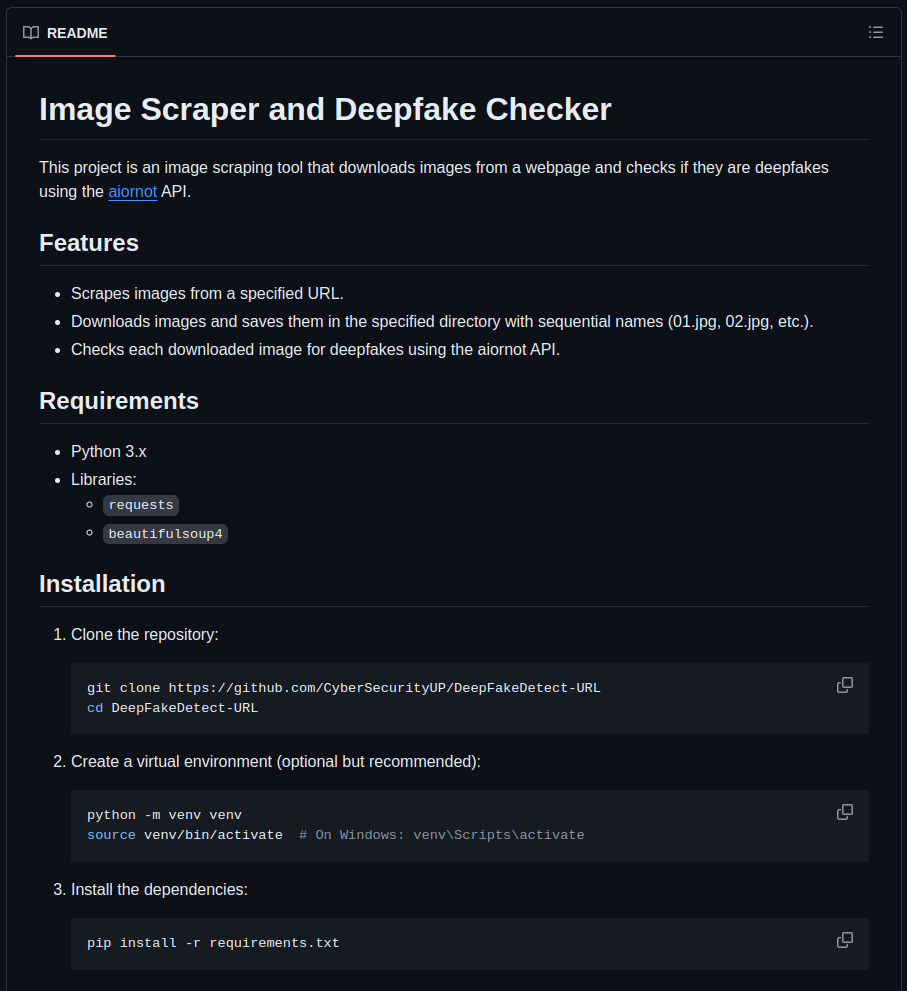 README
Image Scraper and Deepfake Checker
This project is an image scraping tool that downloads images from a webpage and checks if they are deepfakes
using the aiornot API.
Features
Scrapes images from a specified URL.
Downloads images and saves them in the specified directory with sequential names (01.jpg, 02.jpg, etc.).
Checks each downloaded image for deepfakes using the aiornot API.
Requirements
Python 3.x
Libraries:
requests
beautifulsoup4
Installation
1. Clone the repository:
git clone https://github.com/CyberSecurityUP/DeepFakeDetect-URL
cd DeepFakeDetect-URL
2. Create a virtual environment (optional but recommended):
python -m venv venv
source venv/bin/activate  # On Windows: venv\Scripts\activate
3. Install the dependencies:
pip install -r requirements.txt